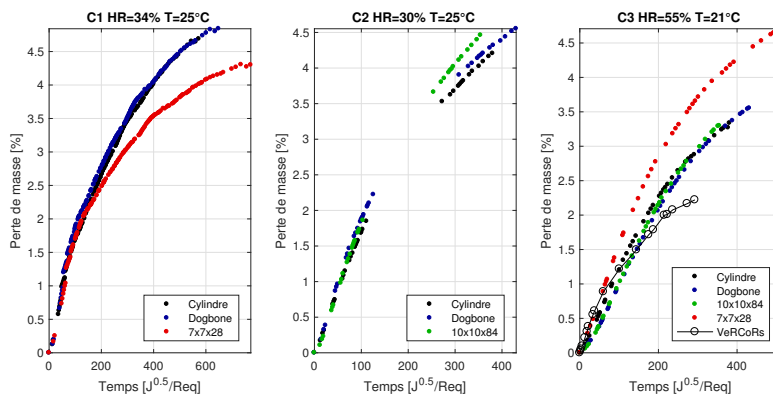 C1 HR=34% T=25°C
Perte de masse [%]
4.5
4
3.5
3
2.5
2
1.5
1
0.5
0
0 200 400 600
Temps [J^0.5/Req]
Cylindre
Dogbone
7x7x28
C2 HR=30% T=25°C
Perte de masse [%]
4.5
4
3.5
3
2.5
2
1.5
1
0.5
0
0 100 200 300 400
Temps [J^0.5/Req]
Cylindre
Dogbone
10x10x84
C3 HR=55% T=21°C
Perte de masse [%]
4.5
4
3.5
3
2.5
2
1.5
1
0.5
0
0 200 400
Temps [J^0.5/Req]
Cylindre
Dogbone
10x10x84
7x7x28
VeRCoRs